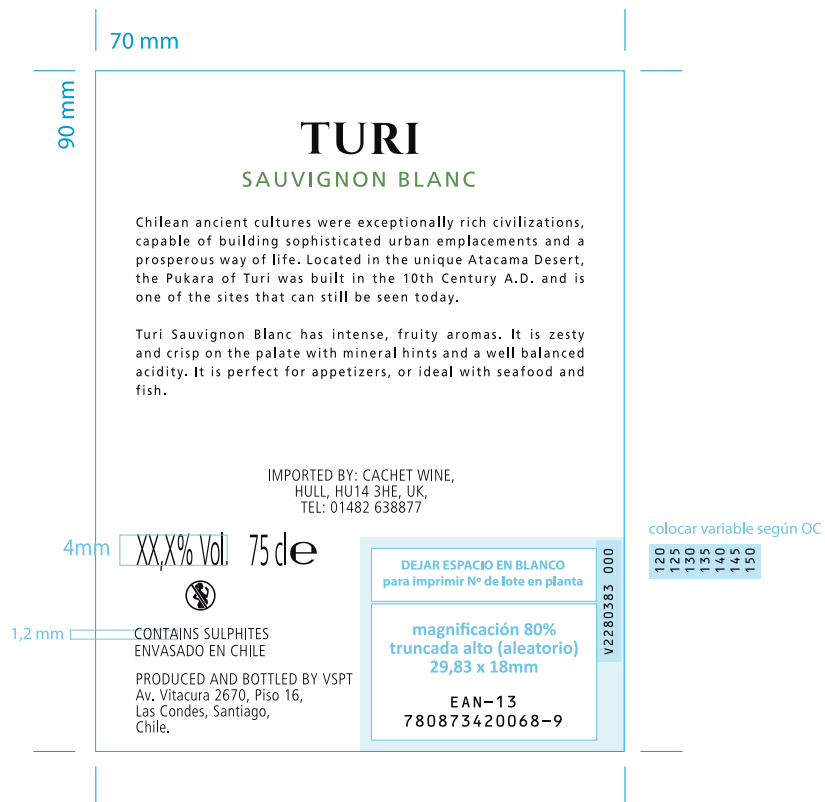 70 mm
90 mm
TURI
SAUVIGNON BLANC
Chilean ancient cultures were exceptionally rich civilizations,
capable of building sophisticated urban emplacements and a
prosperous way of life. Located in the unique Atacama Desert,
the Pukara of Turi was built in the 10th Century A.D. and is
one of the sites that can still be seen today.
Turi Sauvignon Blanc has intense, fruity aromas. It is zesty
and crisp on the palate with mineral hints and a well balanced
acidity. It is perfect for appetizers, or ideal with seafood and
fish.
IMPORTED BY: CACHET WINE,
HULL, HU14 3HE, UK,
TEL: 01482 638877
4mm
XX,X% Vol. 75 cl e
1,2 mm
CONTAINS SULPHITES
ENVASADO EN CHILE
PRODUCED AND BOTTLED BY VSPT
Av. Vitacura 2670, Piso 16,
Las Condes, Santiago,
Chile.
DEJAR ESPACIO EN BLANCO
para imprimir Nº de lote en planta
magnificación 80%
truncada alto (aleatorio)
29,83 x 18mm
EAN-13
780873420068-9
V2280383 000
colocar variable según OC
120
125
130
135
140
145
150